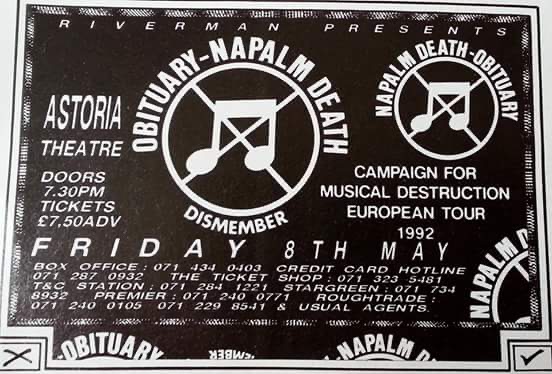 RIVERMAN PRESENTS
OBITUARY-NAPALM DEATH
DISMEMBER
NAPALM DEATH-OBITUARY
ASTORIA
THEATRE
DOORS
7.30PM
TICKETS
£7,50ADV
CAMPAIGN FOR
MUSICAL DESTRUCTION
EUROPEAN TOUR
1992
FRIDAY 8TH MAY
BOX OFFICE: 071 434 0403 CREDIT CARD HOTLINE
071 287 0932 THE TICKET SHOP: 071 323 5481
T&C STATION: 071 284 1221 STARGREEN: 071 734
8932 PREMIER: 071 240 0771 ROUGHTRADE:
071 240 0105 071 229 8541 & USUAL AGENTS.
NAPALM D
OBITUARY
EMBER
NAPALM DEATH